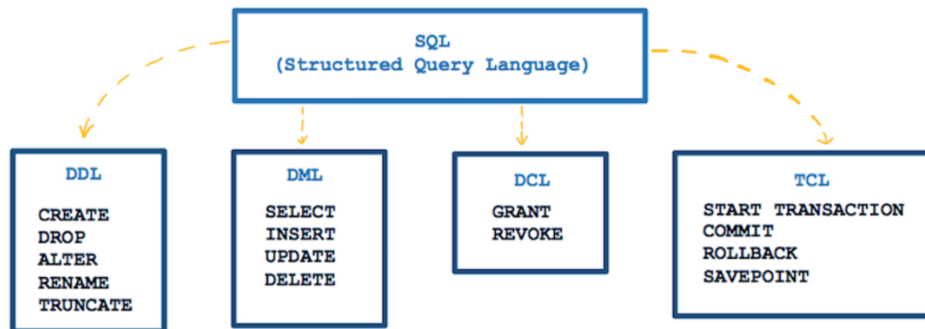 SQL
(Structured Query Language)
DDL
CREATE
DROP
ALTER
RENAME
TRUNCATE
DML
SELECT
INSERT
UPDATE
DELETE
DCL
GRANT
REVOKE
TCL
START TRANSACTION
COMMIT
ROLLBACK
SAVEPOINT